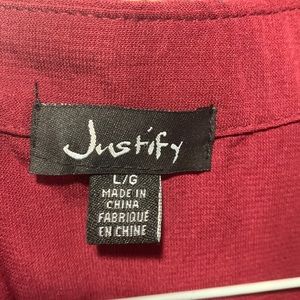 Justify
L/G
MADE IN
CHINA
FABRIQUÉ
EN CHINE